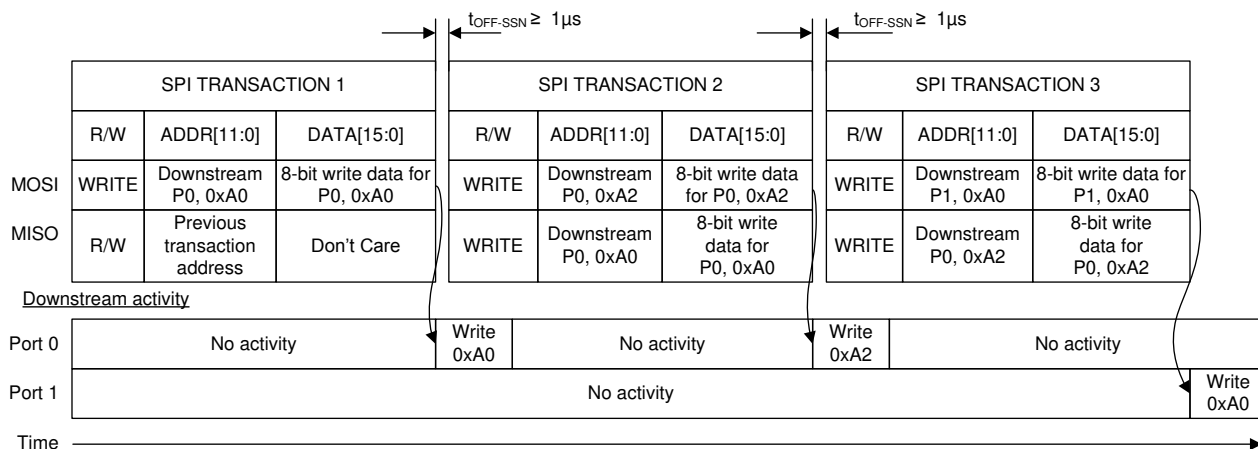 tOFF-SSN ≥ 1µs tOFF-SSN ≥ 1µs
SPI TRANSACTION 1 SPI TRANSACTION 2 SPI TRANSACTION 3
R/W ADDR[11:0] DATA[15:0] R/W ADDR[11:0] DATA[15:0] R/W ADDR[11:0] DATA[15:0]
MOSI WRITE Downstream 8-bit write data for WRITE Downstream 8-bit write data WRITE Downstream 8-bit write data for
P0, 0xA0 P0, 0xA0 P0, 0xA2 for P0, 0xA2 P1, 0xA0 P1, 0xA0
MISO R/W Previous Don't Care WRITE Downstream 8-bit write WRITE Downstream 8-bit write
transaction P0, 0xA0 data for P0, 0xA2 data for
address P0, 0xA0 P0, 0xA2
Downstream activity
Port 0 No activity Write No activity Write No activity
0xA0 0xA2
Port 1 No activity Write
0xA0
Time